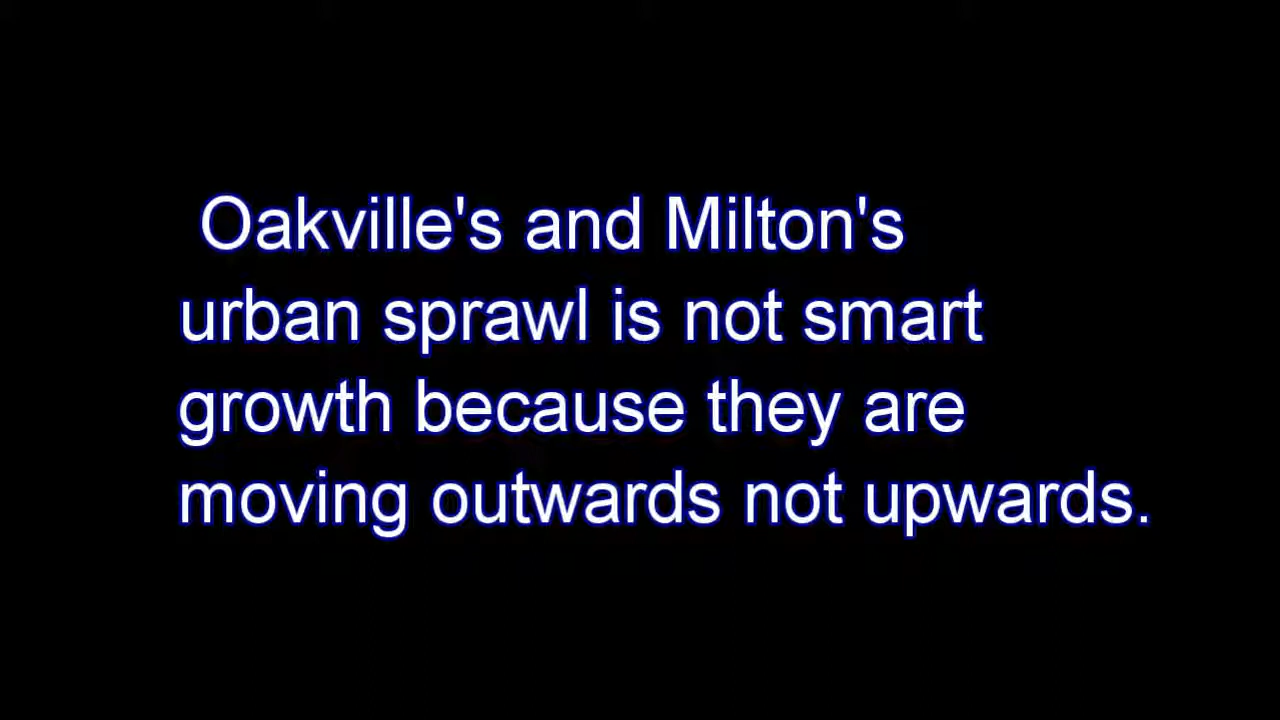 Oakville's and Milton's
urban sprawl is not smart
growth because they are
moving outwards not upwards.